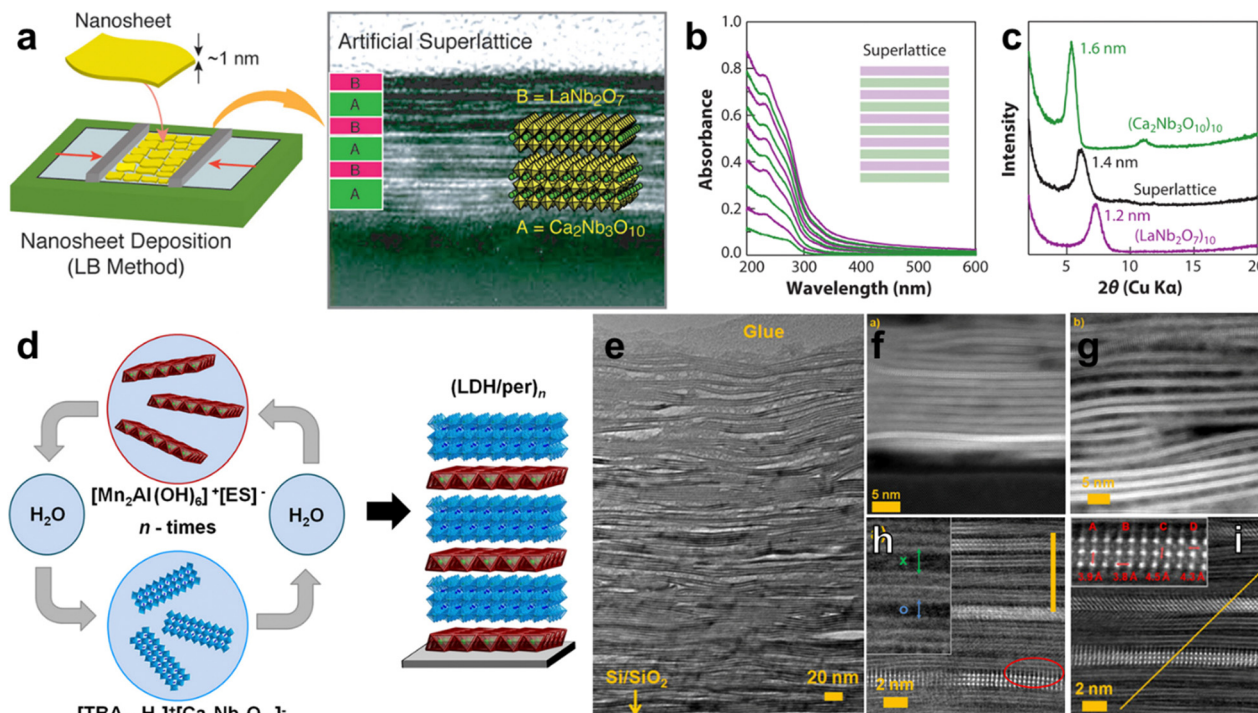 a
Nanosheet
~1 nm
Nanosheet Deposition
(LB Method)
Artificial Superlattice
B
A
B
A
B
A
B = LaNb₂O₇
A = Ca₂Nb₃O₁₀
b
Absorbance
1.0
0.8
0.6
0.4
0.2
0.0
200 300 400 500 600
Wavelength (nm)
Superlattice
c
Intensity
1.6 nm
(Ca₂Nb₃O₁₀)₁₀
1.4 nm
Superlattice
1.2 nm
(LaNb₂O₇)₁₀
5 10 15 20
2θ (Cu Kα)
d
[Mn₂Al(OH)₆]⁺[ES]⁻
n - times
H₂O
H₂O
(LDH/per)ₙ
e
Glue
Si/SiO₂
20 nm
a)
f
5 nm
b)
g
5 nm
h
x
o
2 nm
i
A B C D
2 nm